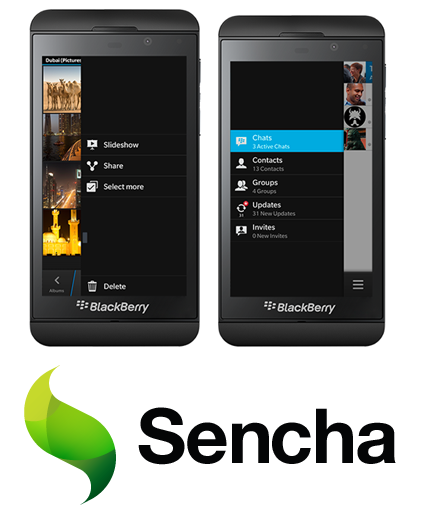 Dubai (Pictures
Slideshow
Share
Select more
Delete
Albums
BlackBerry
Chats
3 Active Chats
Contacts
13 Contacts
Groups
4 Groups
Updates
31
31 New Updates
Invites
0 New Invites
BlackBerry
Sencha